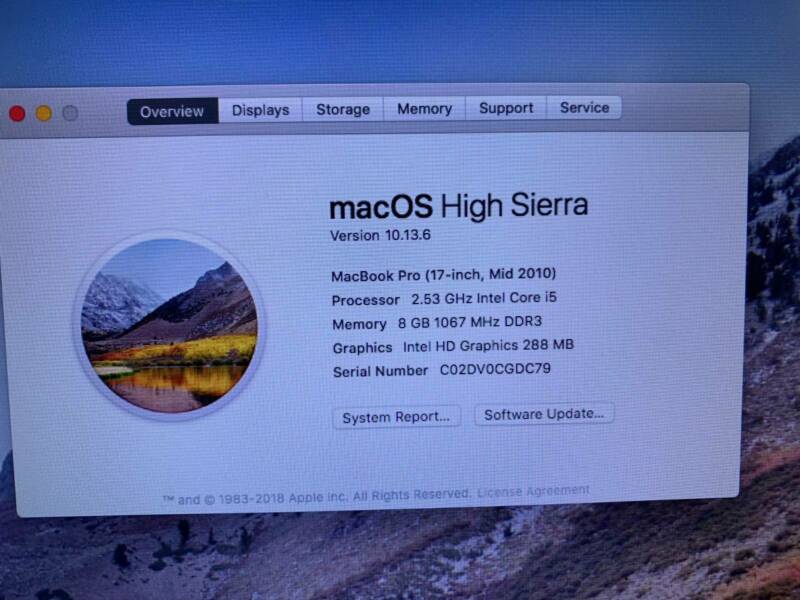 Overview Displays Storage Memory Support Service
macOS High Sierra
Version 10.13.6
MacBook Pro (17-inch, Mid 2010)
Processor 2.53 GHz Intel Core i5
Memory 8 GB 1067 MHz DDR3
Graphics Intel HD Graphics 288 MB
Serial Number C02DV0CGDC79
System Report... Software Update...
™ and © 1983-2018 Apple Inc. All Rights Reserved. License Agreement